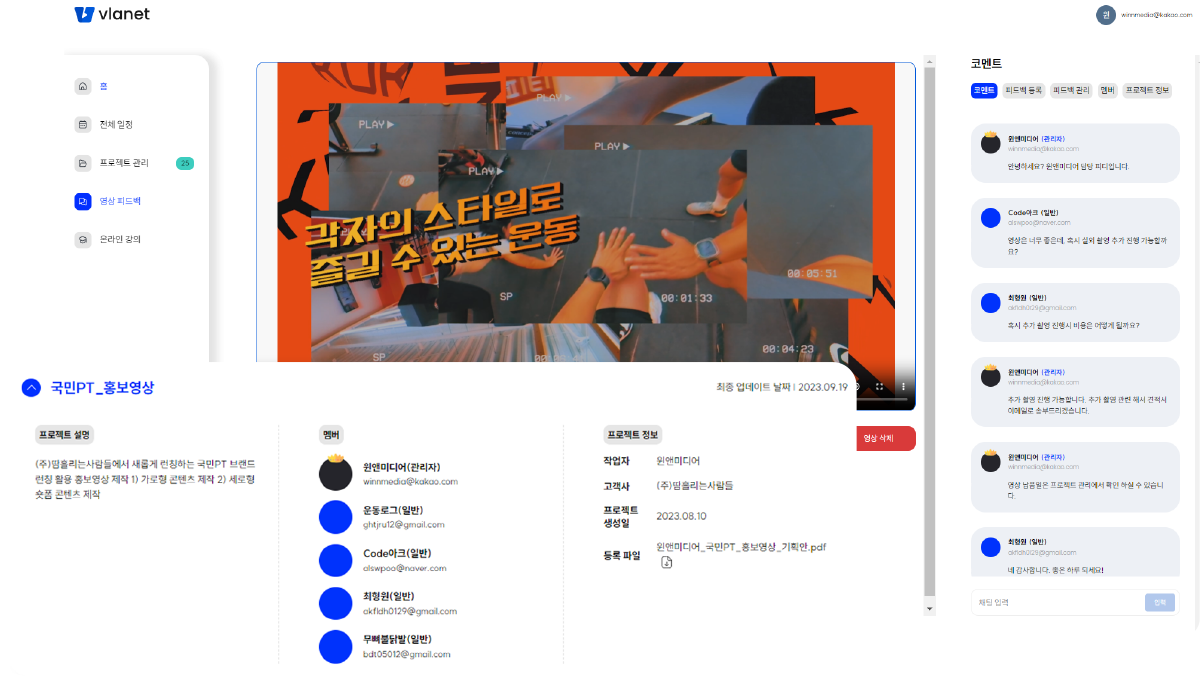 vlanet
윈
winnmedia@kakao.com
홈
전체 일정
프로젝트 관리
25
영상 피드백
온라인 강의
PLAY▶
PLAY▶
PLAY▶
PLAY▶
각자의 스타일로
즐길 수 있는 운동
SP
00:05:51
00:01:33
SP
00:04:23
국민PT_홍보영상
최종 업데이트 날짜 | 2023.09.19
영상 삭제
프로젝트 설명
(주)땀흘리는사람들에서 새롭게 런칭하는 국민PT 브랜드
런칭 활용 홍보영상 제작 1) 가로형 콘텐츠 제작 2) 세로형
숏폼 콘텐츠 제작
멤버
윈앤미디어(관리자)
winnmedia@kakao.com
운동로그(일반)
ghtjru12@gmail.com
Code아크(일반)
alswpoo@naver.com
최형원(일반)
akfldh0129@gmail.com
무뼈불닭발(일반)
bdt05012@gmail.com
프로젝트 정보
작업자 윈앤미디어
고객사 (주)땀흘리는사람들
프로젝트
생성일 2023.08.10
등록 파일 윈앤미디어_국민PT_홍보영상_기획안.pdf
코멘트
코멘트 피드백 등록 피드백 관리 멤버 프로젝트 정보
윈앤미디어 (관리자)
winnmedia@kakao.com
안녕하세요? 윈앤미디어 담당 피디입니다.
Code아크 (일반)
alswpoo@naver.com
영상은 너무 좋은데, 혹시 실외 촬영 추가 진행 가능할까
요?
최형원 (일반)
akfldh0129@gmail.com
혹시 추가 촬영 진행시 비용은 어떻게 될까요?
윈앤미디어 (관리자)
winnmedia@kakao.com
추가 촬영 진행 가능합니다. 추가 촬영 관련 해서 견적서
이메일로 송부드리겠습니다.
윈앤미디어 (관리자)
winnmedia@kakao.com
영상 납품일은 프로젝트 관리에서 확인 하실 수 있습니
다.
최형원 (일반)
akfldh0129@gmail.com
네 감사합니다. 좋은 하루 되세요!
채팅 입력
입력